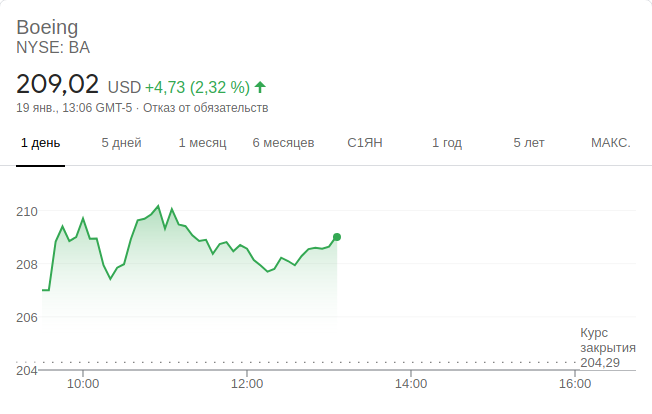 Boeing
NYSE: BA
209,02 USD +4,73 (2,32 %)
19 янв., 13:06 GMT-5 · Отказ от обязательств
1 день 5 дней 1 месяц 6 месяцев С1ЯН 1 год 5 лет МАКС.
210
208
206
Курс
закрытия
204,29
204
10:00 12:00 14:00 16:00